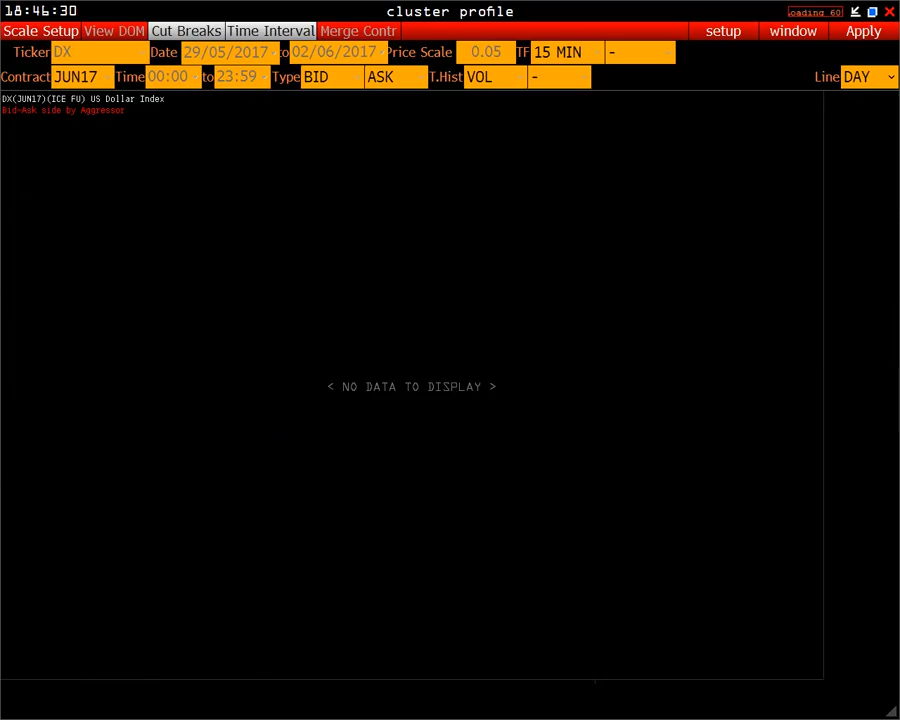 18:46:30 cluster profile oading 60
Scale Setup View DOM Cut Breaks Time Interval Merge Contr setup window Apply
Ticker DX Date 29/05/2017 to 02/06/2017 Price Scale 0.05 TF 15 MIN -
Contract JUN17 Time 00:00 to 23:59 Type BID ASK T.Hist VOL - Line DAY
DX(JUN17)(ICE FU) US Dollar Index
Bid-Ask side by Aggressor
< NO DATA TO DISPLAY >